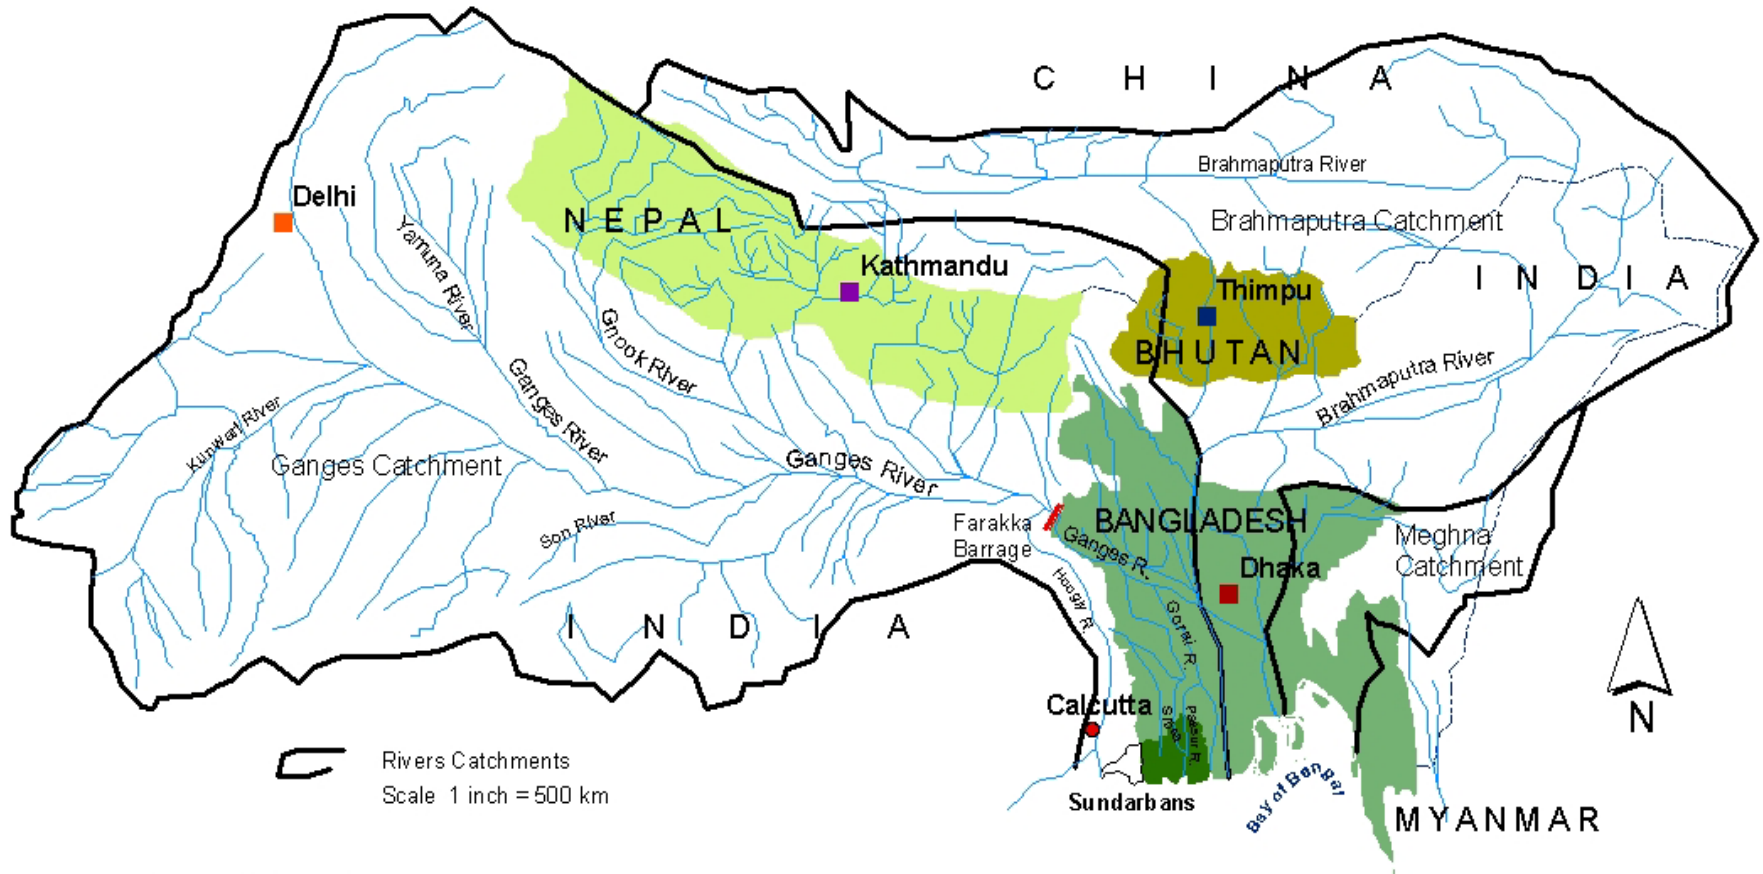 C H I N A
Brahmaputra River
Delhi
N E P A L
Brahmaputra Catchment
Yamuna River
Kathmandu
I N D I A
Thimpu
Gnook River
BHUTAN
Ganges River
Brahmaputra River
Kunwari River
Ganges Catchment
Ganges River
Son River
Farakka
Barrage
BANGLADESH
Ganges R.
Meghna
Catchment
Dhaka
Hoogly R.
Gorai R.
I N D I A
Calcutta
Sibsa
Passur R.
N
Rivers Catchments
Scale 1 inch = 500 km
Sundarbans
Bay of Bengal
MYANMAR